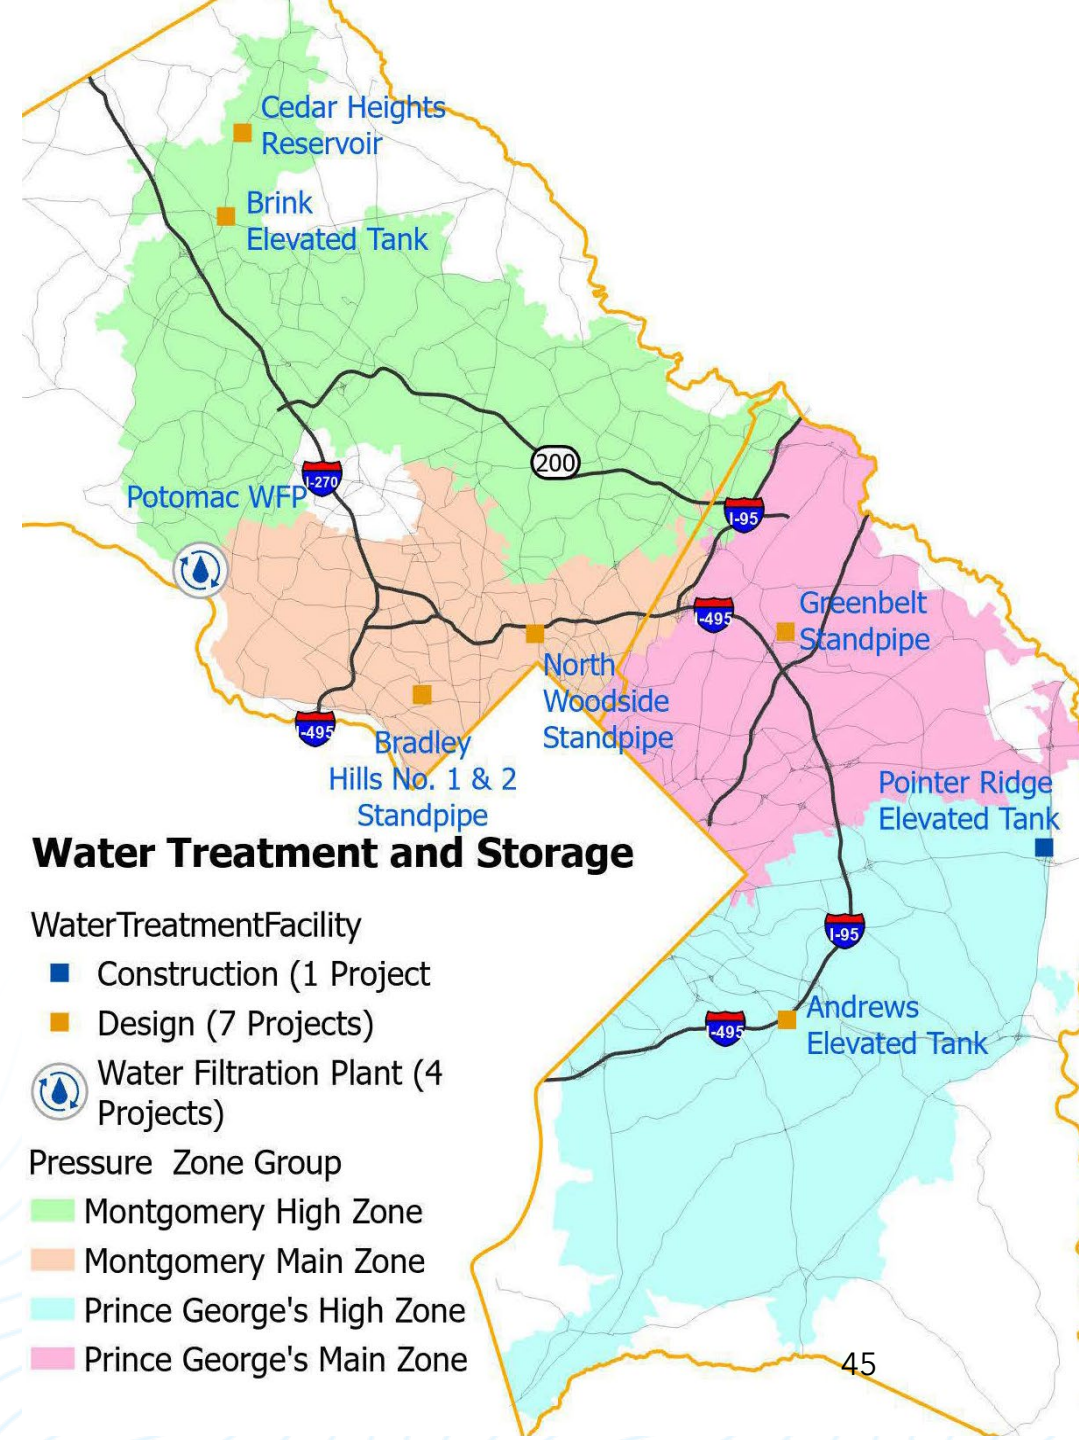 Cedar Heights
Reservoir
Brink
Elevated Tank
200
Potomac WFP
I-270
I-95
Greenbelt
Standpipe
I-495
North
Woodside
Standpipe
I-495
Bradley
Hills No. 1 & 2
Standpipe
Pointer Ridge
Elevated Tank
Water Treatment and Storage
WaterTreatmentFacility
Construction (1 Project
Design (7 Projects)
Water Filtration Plant (4
Projects)
Pressure Zone Group
Montgomery High Zone
Montgomery Main Zone
Prince George's High Zone
Prince George's Main Zone
I-95
Andrews
Elevated Tank
I-495
45